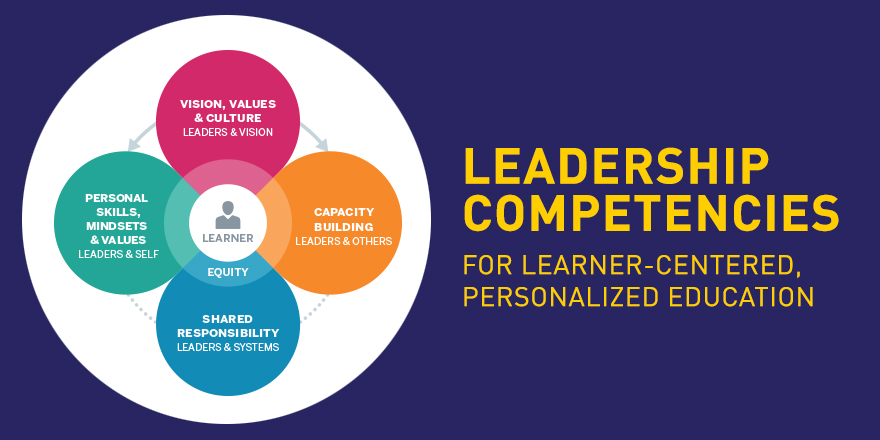 VISION, VALUES
& CULTURE
LEADERS & VISION
PERSONAL
SKILLS,
MINDSETS
& VALUES
LEADERS & SELF
CAPACITY
BUILDING
LEADERS & OTHERS
LEARNER
EQUITY
SHARED
RESPONSIBILITY
LEADERS & SYSTEMS
LEADERSHIP
COMPETENCIES
FOR LEARNER-CENTERED,
PERSONALIZED EDUCATION